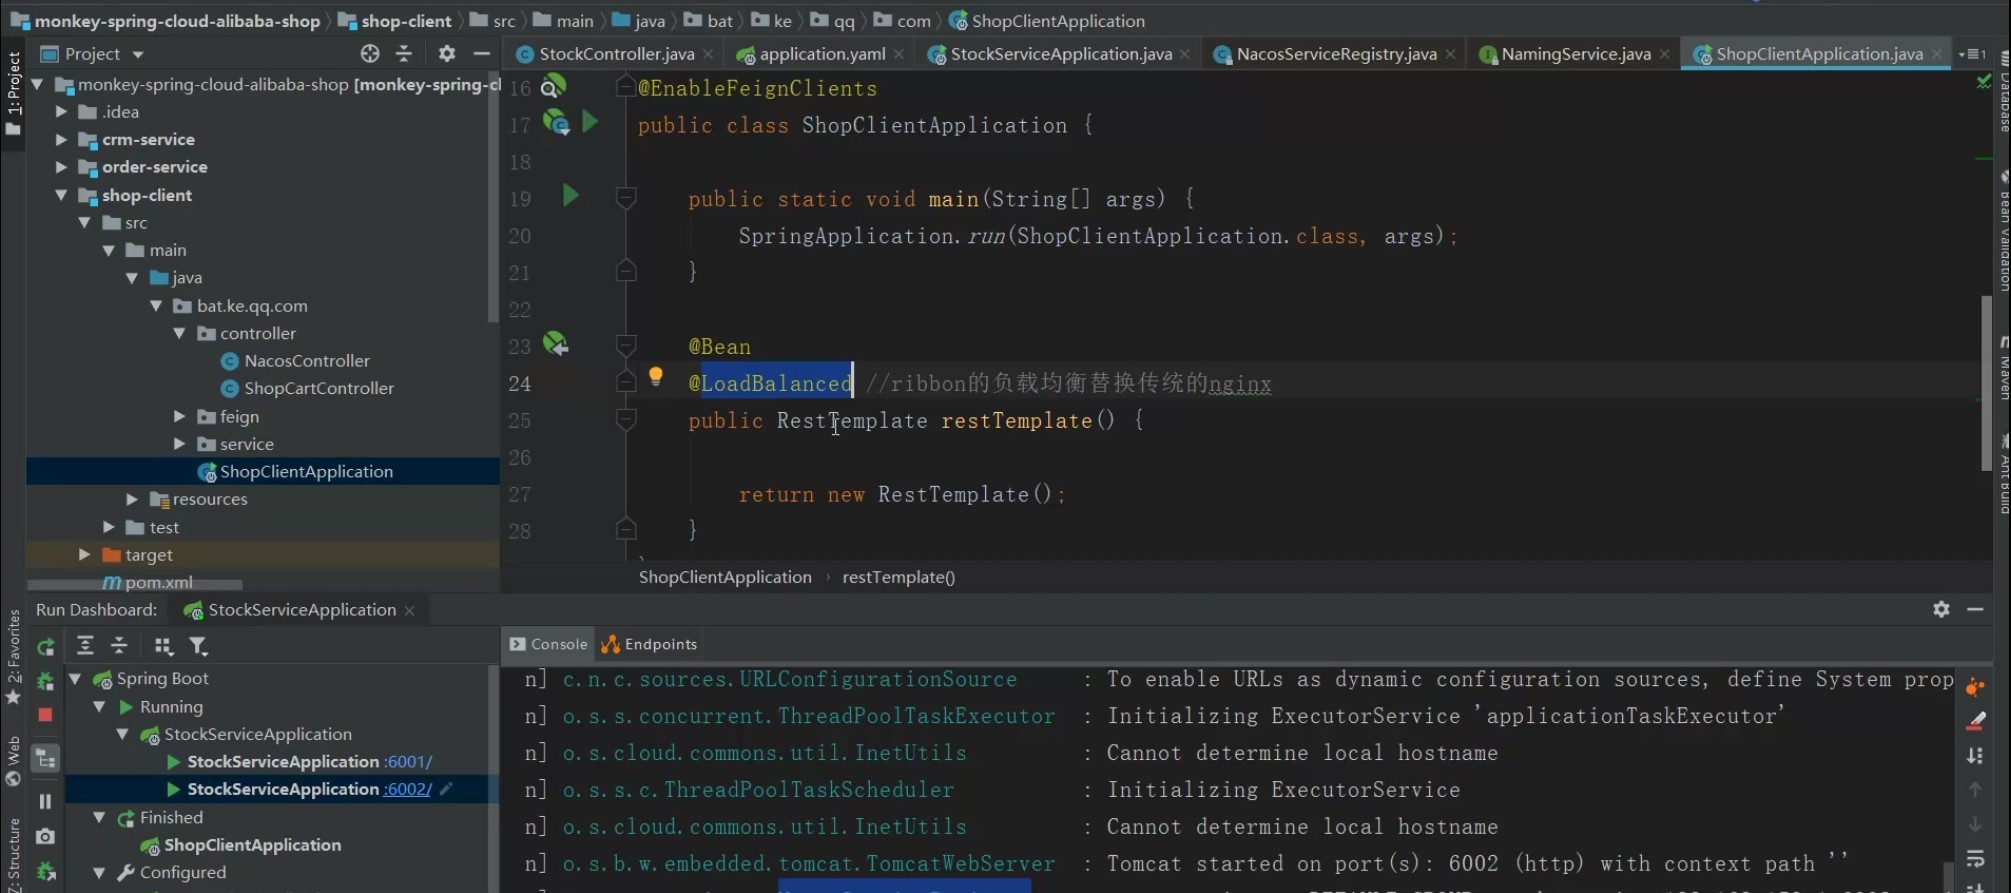 monkey-spring-cloud-alibaba-shop shop-client src main java bat ke qq com ShopClientApplication
Project
StockController.java application.yaml StockServiceApplication.java NacosServiceRegistry.java NamingService.java ShopClientApplication.java 1
1: Project
monkey-spring-cloud-alibaba-shop [monkey-spring-cl
.idea
crm-service
order-service
shop-client
src
main
java
bat.ke.qq.com
controller
NacosController
ShopCartController
feign
service
ShopClientApplication
resources
test
target
pom.xml
16 @EnableFeignClients
17 public class ShopClientApplication {
18
19 public static void main(String[] args) {
20 SpringApplication.run(ShopClientApplication.class, args);
21 }
22
23 @Bean
24 @LoadBalanced //ribbon的负载均衡替换传统的nginx
25 public RestTemplate restTemplate() {
26
27 return new RestTemplate();
28 }
ShopClientApplication restTemplate()
Database
Bean Validation
Maven
Ant Build
Run Dashboard: StockServiceApplication
2: Favorites
Web
Z: Structure
Spring Boot
Running
StockServiceApplication
StockServiceApplication :6001/
StockServiceApplication :6002/
Finished
ShopClientApplication
Configured
Console Endpoints
n] c.n.c.sources.URLConfigurationSource : To enable URLs as dynamic configuration sources, define System prop
n] o.s.s.concurrent.ThreadPoolTaskExecutor : Initializing ExecutorService 'applicationTaskExecutor'
n] o.s.cloud.commons.util.InetUtils : Cannot determine local hostname
n] o.s.s.c.ThreadPoolTaskScheduler : Initializing ExecutorService
n] o.s.cloud.commons.util.InetUtils : Cannot determine local hostname
n] o.s.b.w.embedded.tomcat.TomcatWebServer : Tomcat started on port(s): 6002 (http) with context path ''